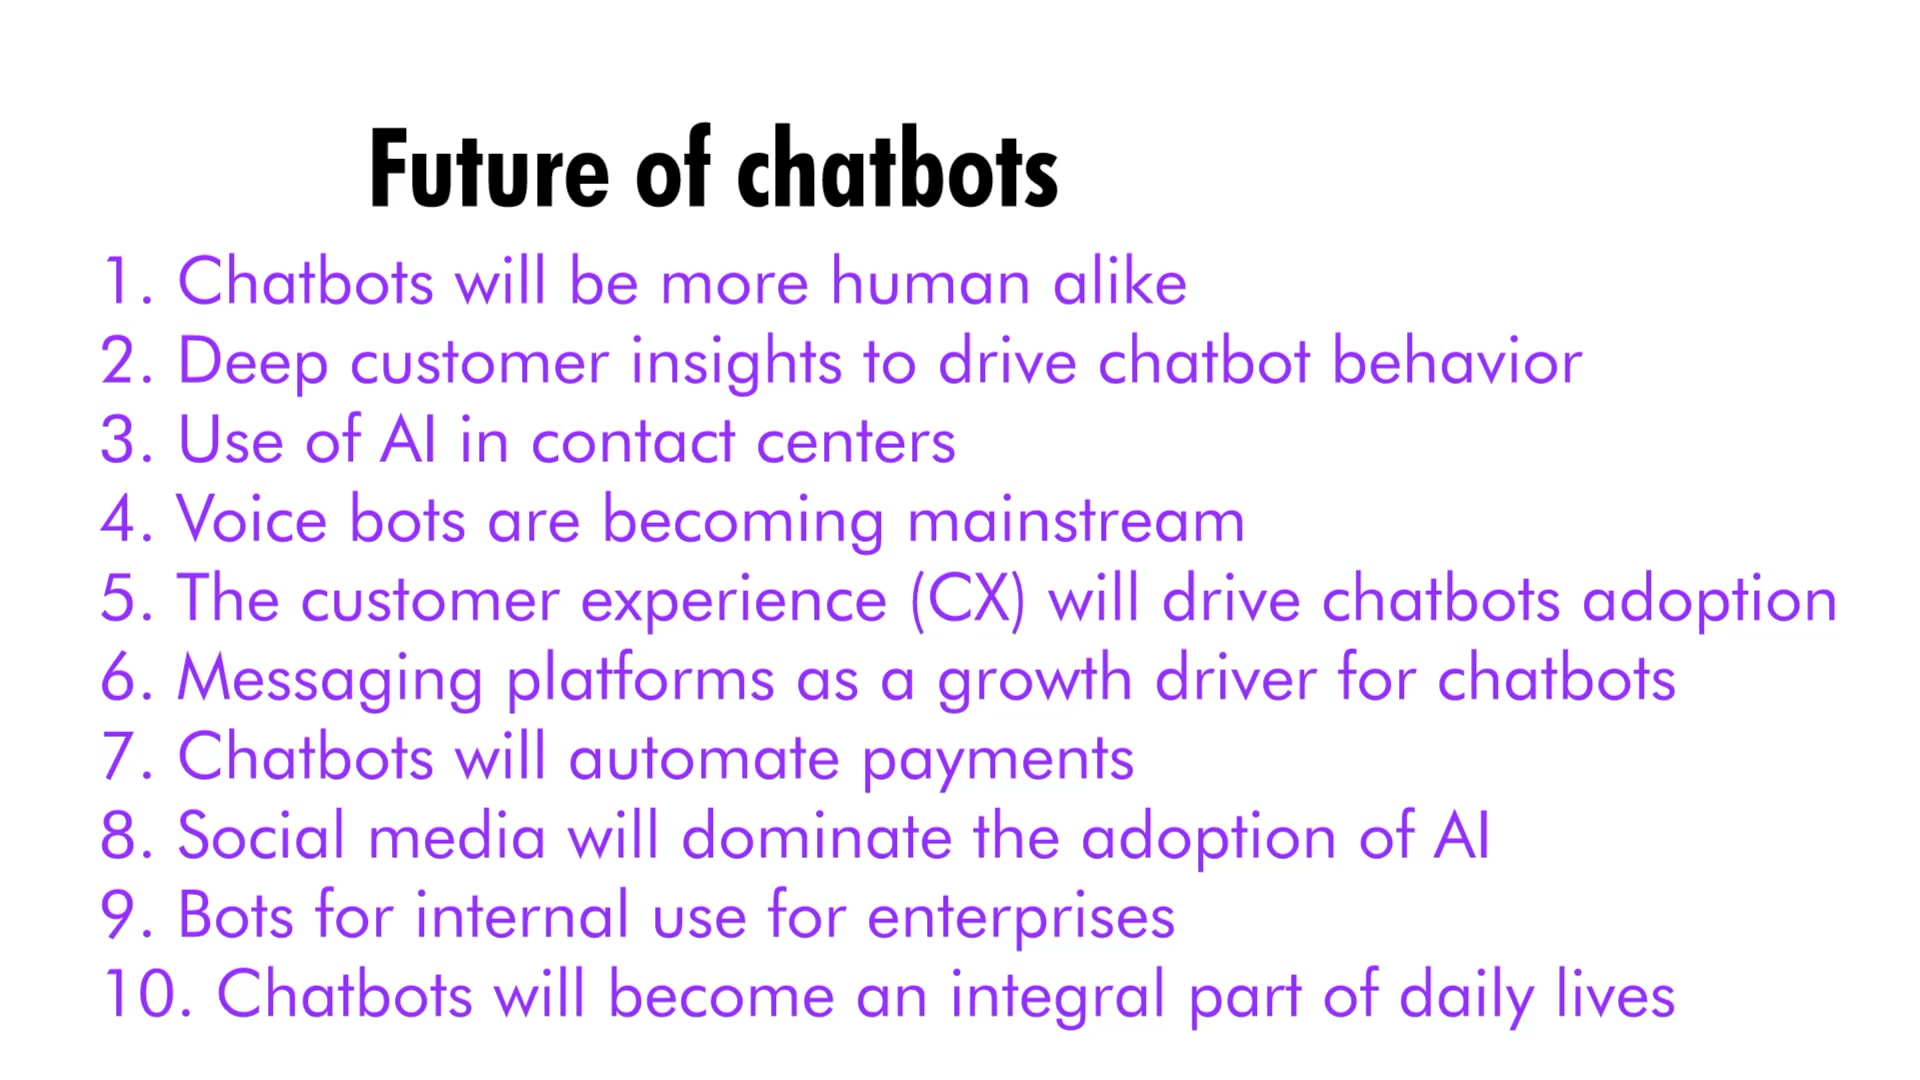 Future of chatbots
1. Chatbots will be more human alike
2. Deep customer insights to drive chatbot behavior
3. Use of AI in contact centers
4. Voice bots are becoming mainstream
5. The customer experience (CX) will drive chatbots adoption
6. Messaging platforms as a growth driver for chatbots
7. Chatbots will automate payments
8. Social media will dominate the adoption of AI
9. Bots for internal use for enterprises
10. Chatbots will become an integral part of daily lives